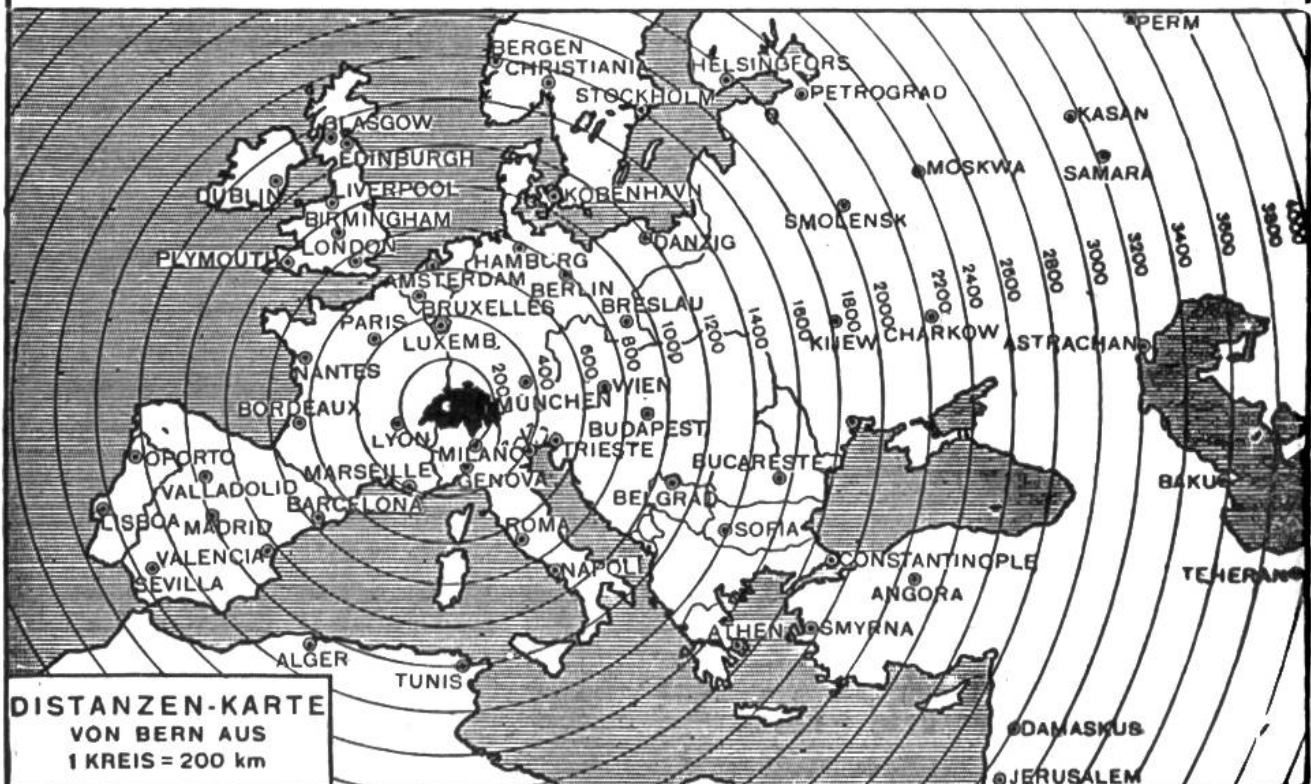 PERM
BERGEN
CHRISTIANIA
HELSINGFORS
STOCKHOLM
PETROGRAD
KASAN
GLASGOW
EDINBURGH
MOSKWA
SAMARA
DUBLIN
LIVERPOOL
KÖBENHAVN
BIRMINGHAM
SMOLENSK
LONDON
DANZIG
PLYMOUTH
HAMBURG
AMSTERDAM
BERLIN
BRUXELLES
BRESLAU
PARIS
LUXEMB.
KIJEW
CHARKOW
ASTRACHAN
200
400
600
800
1000
1200
1400
1600
1800
2000
2200
2400
2600
2800
3000
3200
3400
3600
3800
4000
NANTES
WIEN
MÜNCHEN
BORDEAUX
LYON
BUDAPEST
MILANO
TRIESTE
OPORTO
MARSEILLE
GENOVA
BUCAREST
VALLADOLID
BELGRAD
BAKU
BARCELONA
LISBOA
MADRID
ROMA
SOFIA
VALENCIA
CONSTANTINOPLE
SEVILLA
NAPOLI
TEHERAN
ANGORA
ATHEN
SMYRNA
ALGER
TUNIS
DAMASKUS
JERUSALEM
DISTANZEN-KARTE
VON BERN AUS
1 KREIS = 200 km